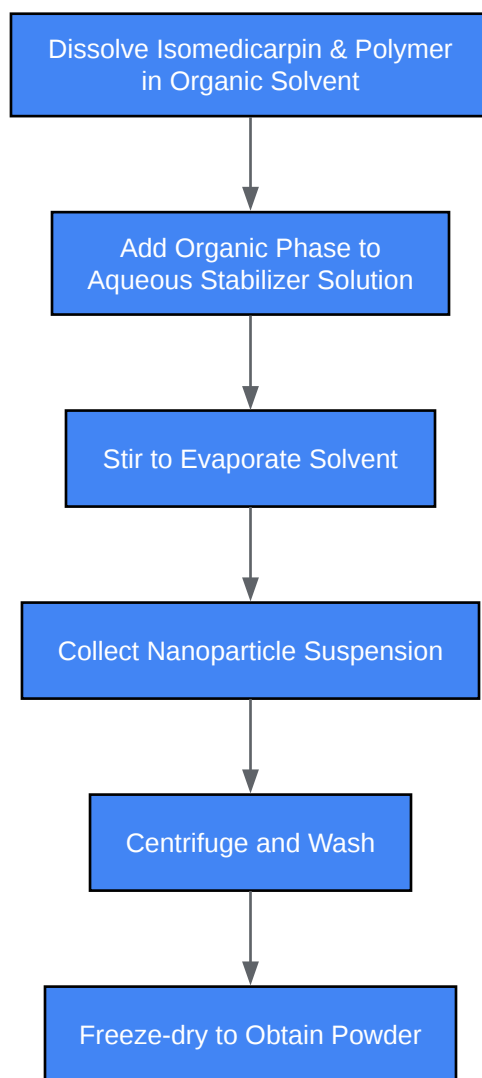 Dissolve Isomedicarpin & Polymer
in Organic Solvent
Add Organic Phase to
Aqueous Stabilizer Solution
Stir to Evaporate Solvent
Collect Nanoparticle Suspension
Centrifuge and Wash
Freeze-dry to Obtain Powder